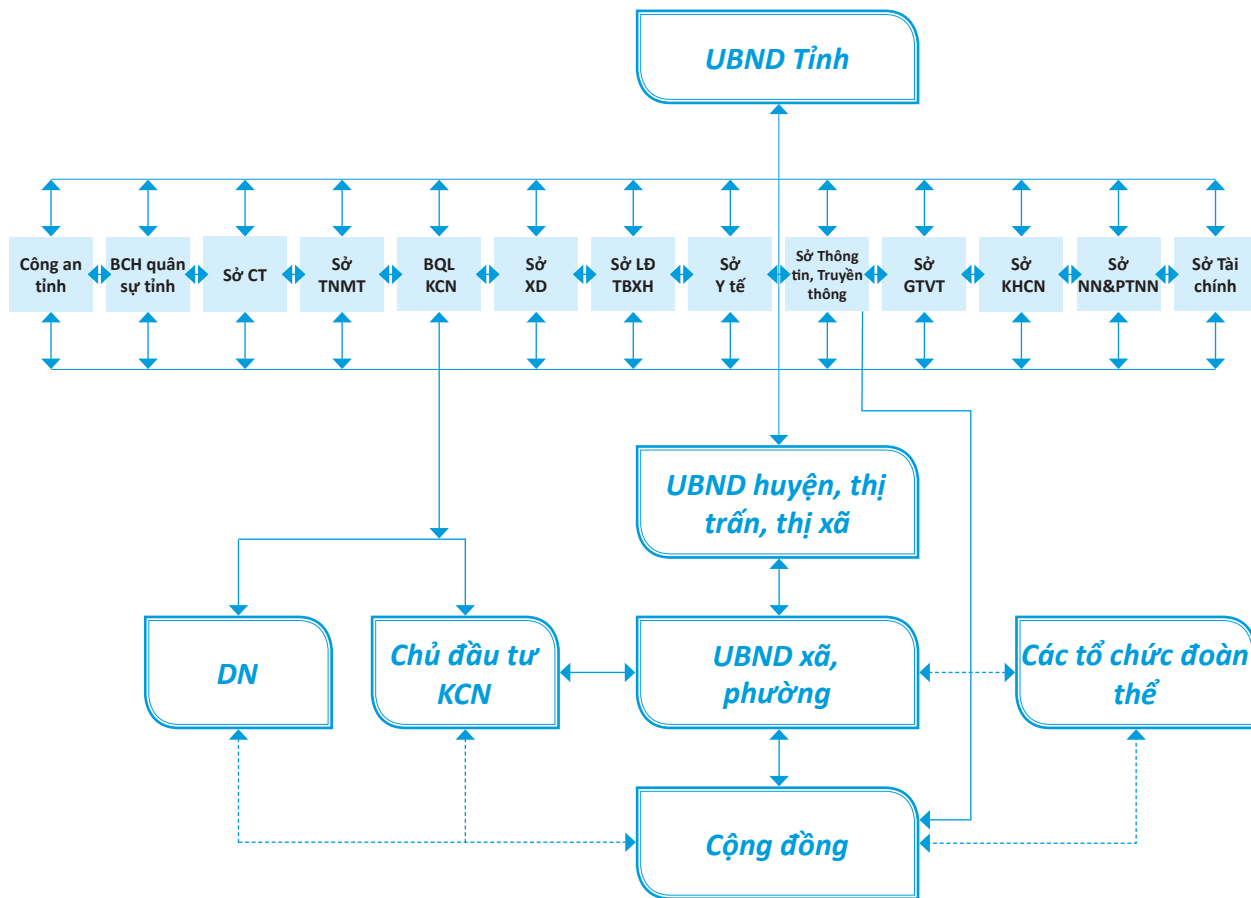 UBND Tỉnh
Công an
tỉnh
BCH quân
sự tỉnh
Sở CT
Sở
TNMT
BQL
KCN
Sở
XD
Sở LĐ
TBXH
Sở
Y tế
Sở Thông
tin, Truyền
thông
Sở
GTVT
Sở
KHCN
Sở
NN&PTNN
Sở Tài
chính
UBND huyện, thị
trấn, thị xã
DN
Chủ đầu tư
KCN
UBND xã,
phường
Các tổ chức đoàn
thể
Cộng đồng